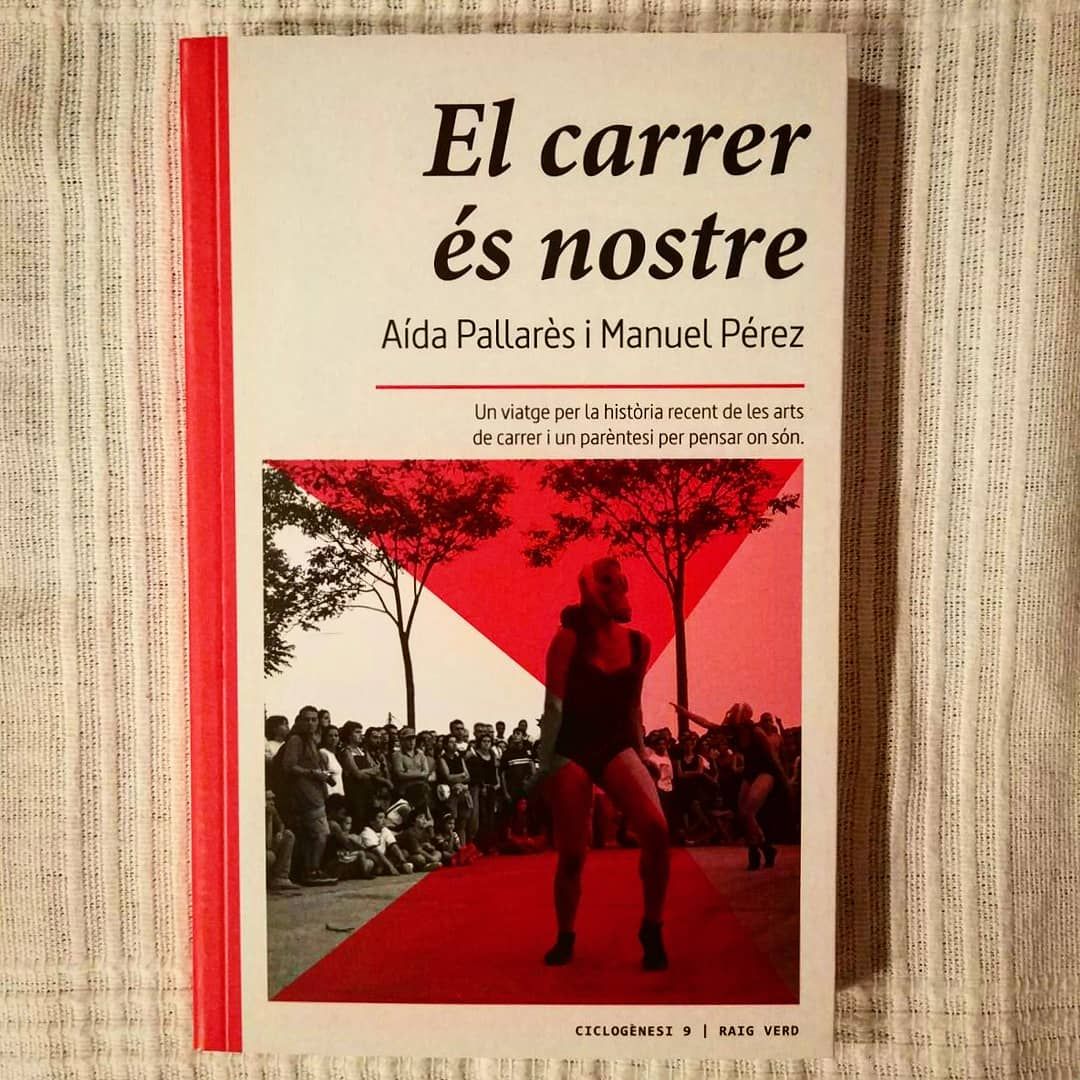 El carrer
és nostre
Aída Pallarès i Manuel Pérez
Un viatge per la història recent de les arts
de carrer i un parèntesi per pensar on són.
CICLOGÈNESI 9 | RAIG VERD